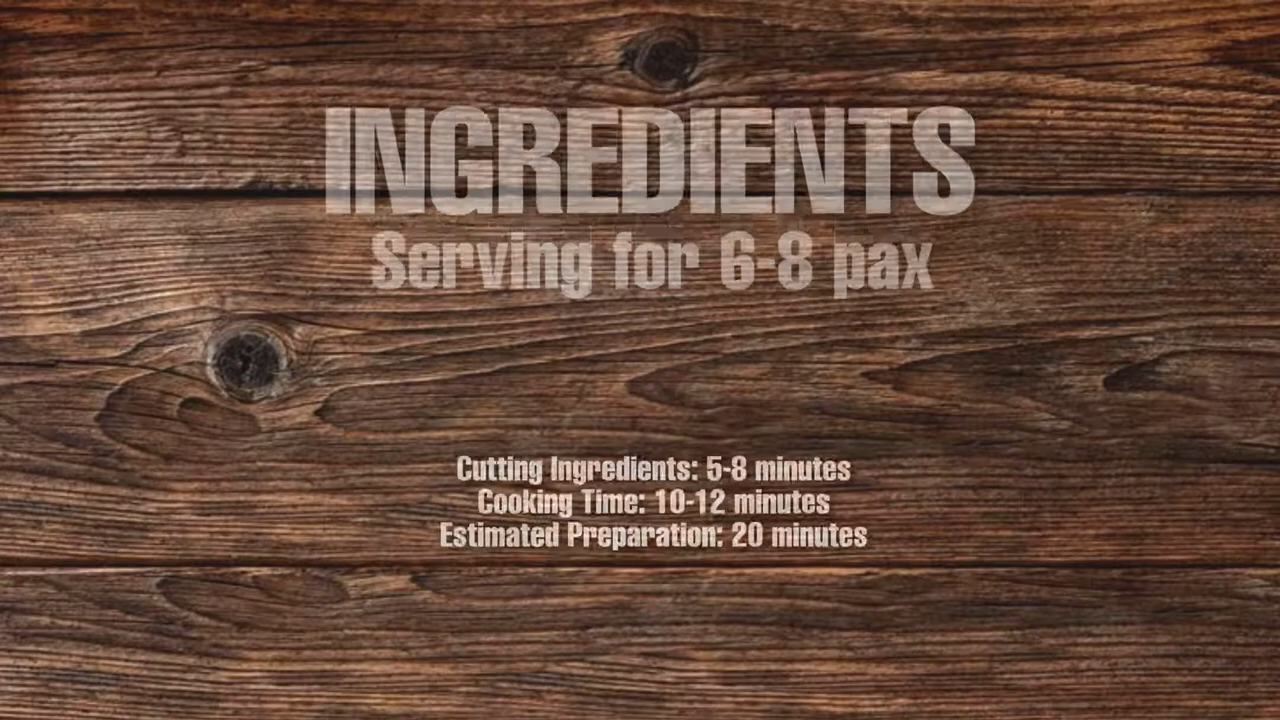 INGREDIENTS
Serving for 6-8 pax
Cutting Ingredients: 5-8 minutes
Cooking Time: 10-12 minutes
Estimated Preparation: 20 minutes